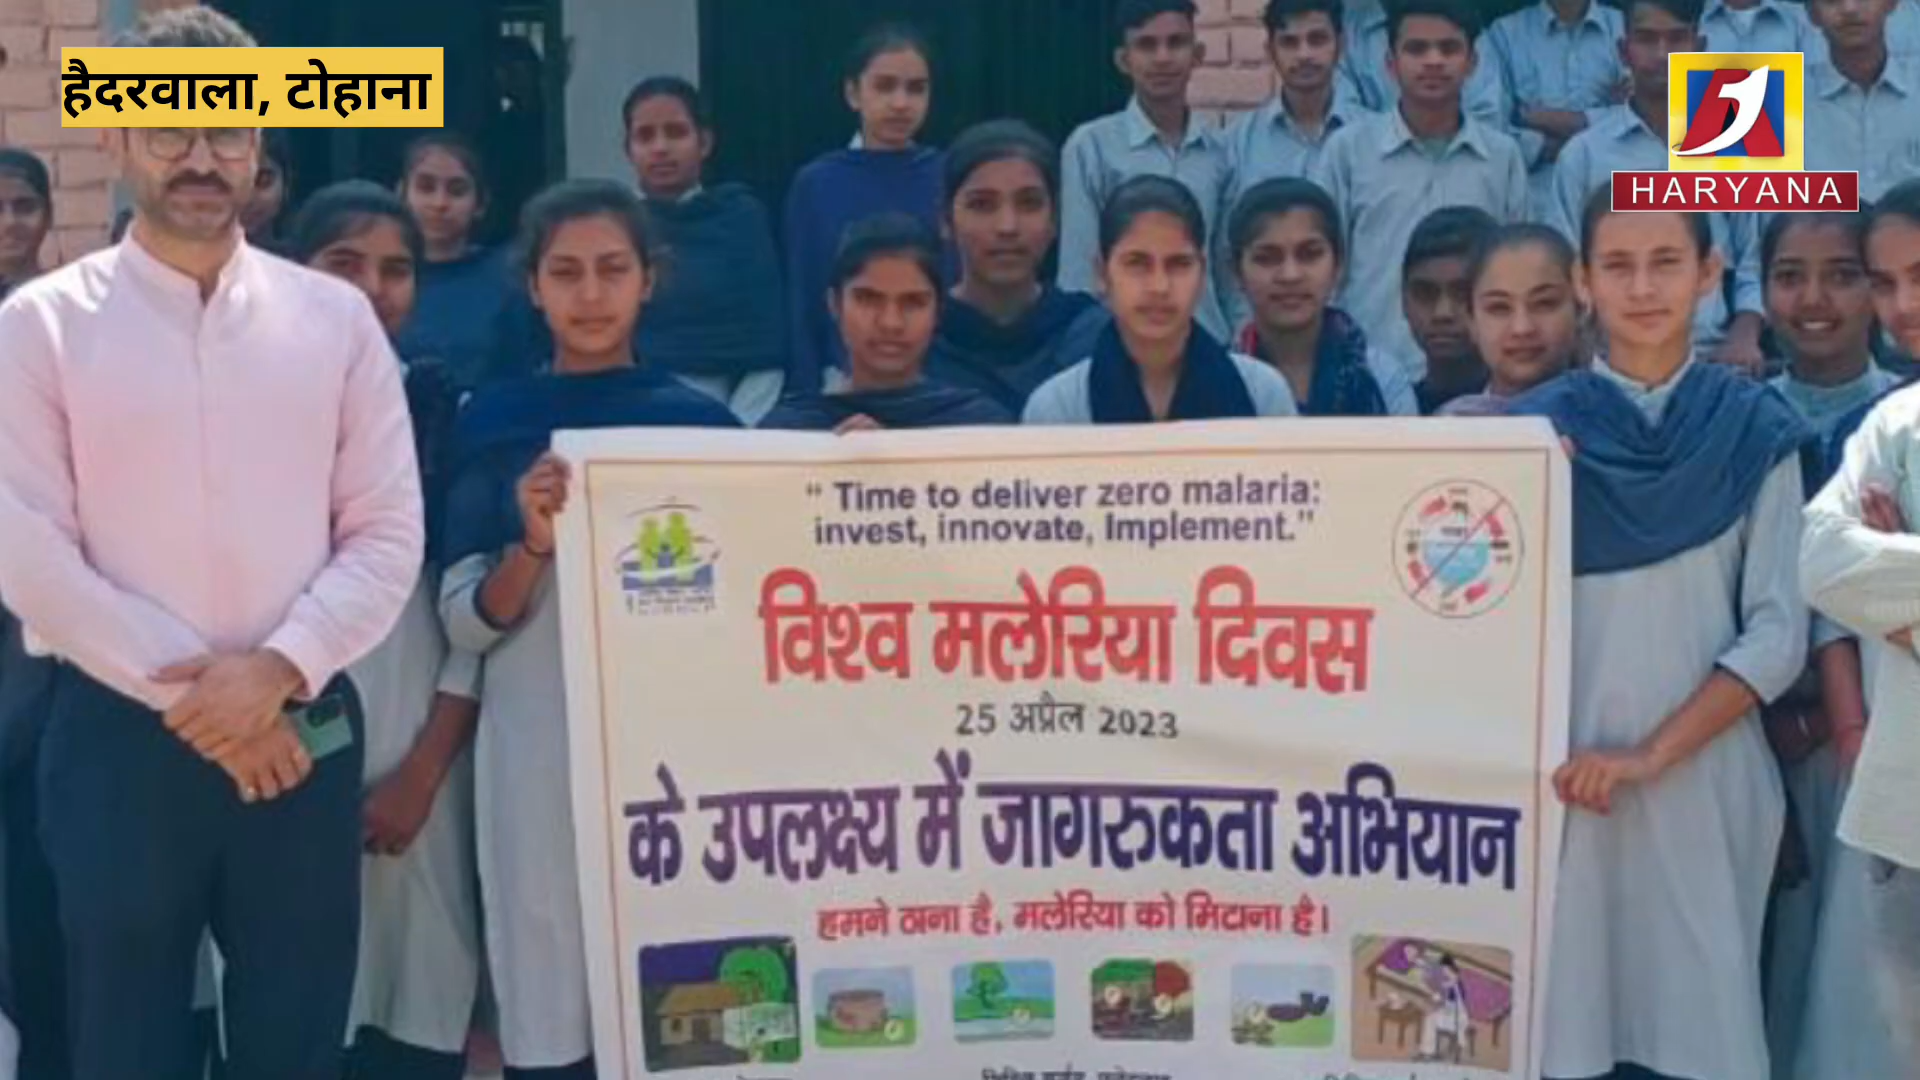 हैदरवाला, टोहाना
HARYANA
" Time to deliver zero malaria:
invest, innovate, Implement."
विश्व मलेरिया दिवस
25 अप्रैल 2023
के उपलक्ष्य में जागरुकता अभियान
हमने ठाना है, मलेरिया को मिटाना है।